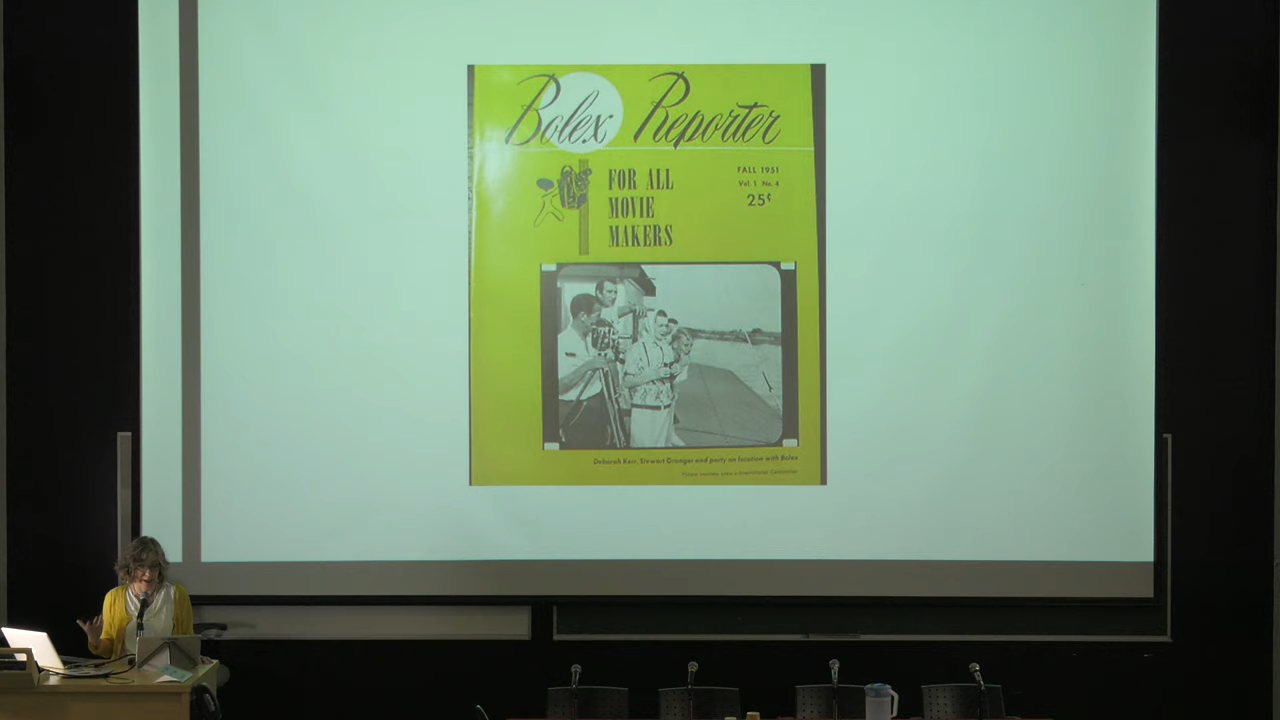 Bolex Reporter
FOR ALL
MOVIE
MAKERS
FALL 1951
Vol. 1 No. 4
25¢
Deborah Kerr, Stewart Granger and party on location with Bolex